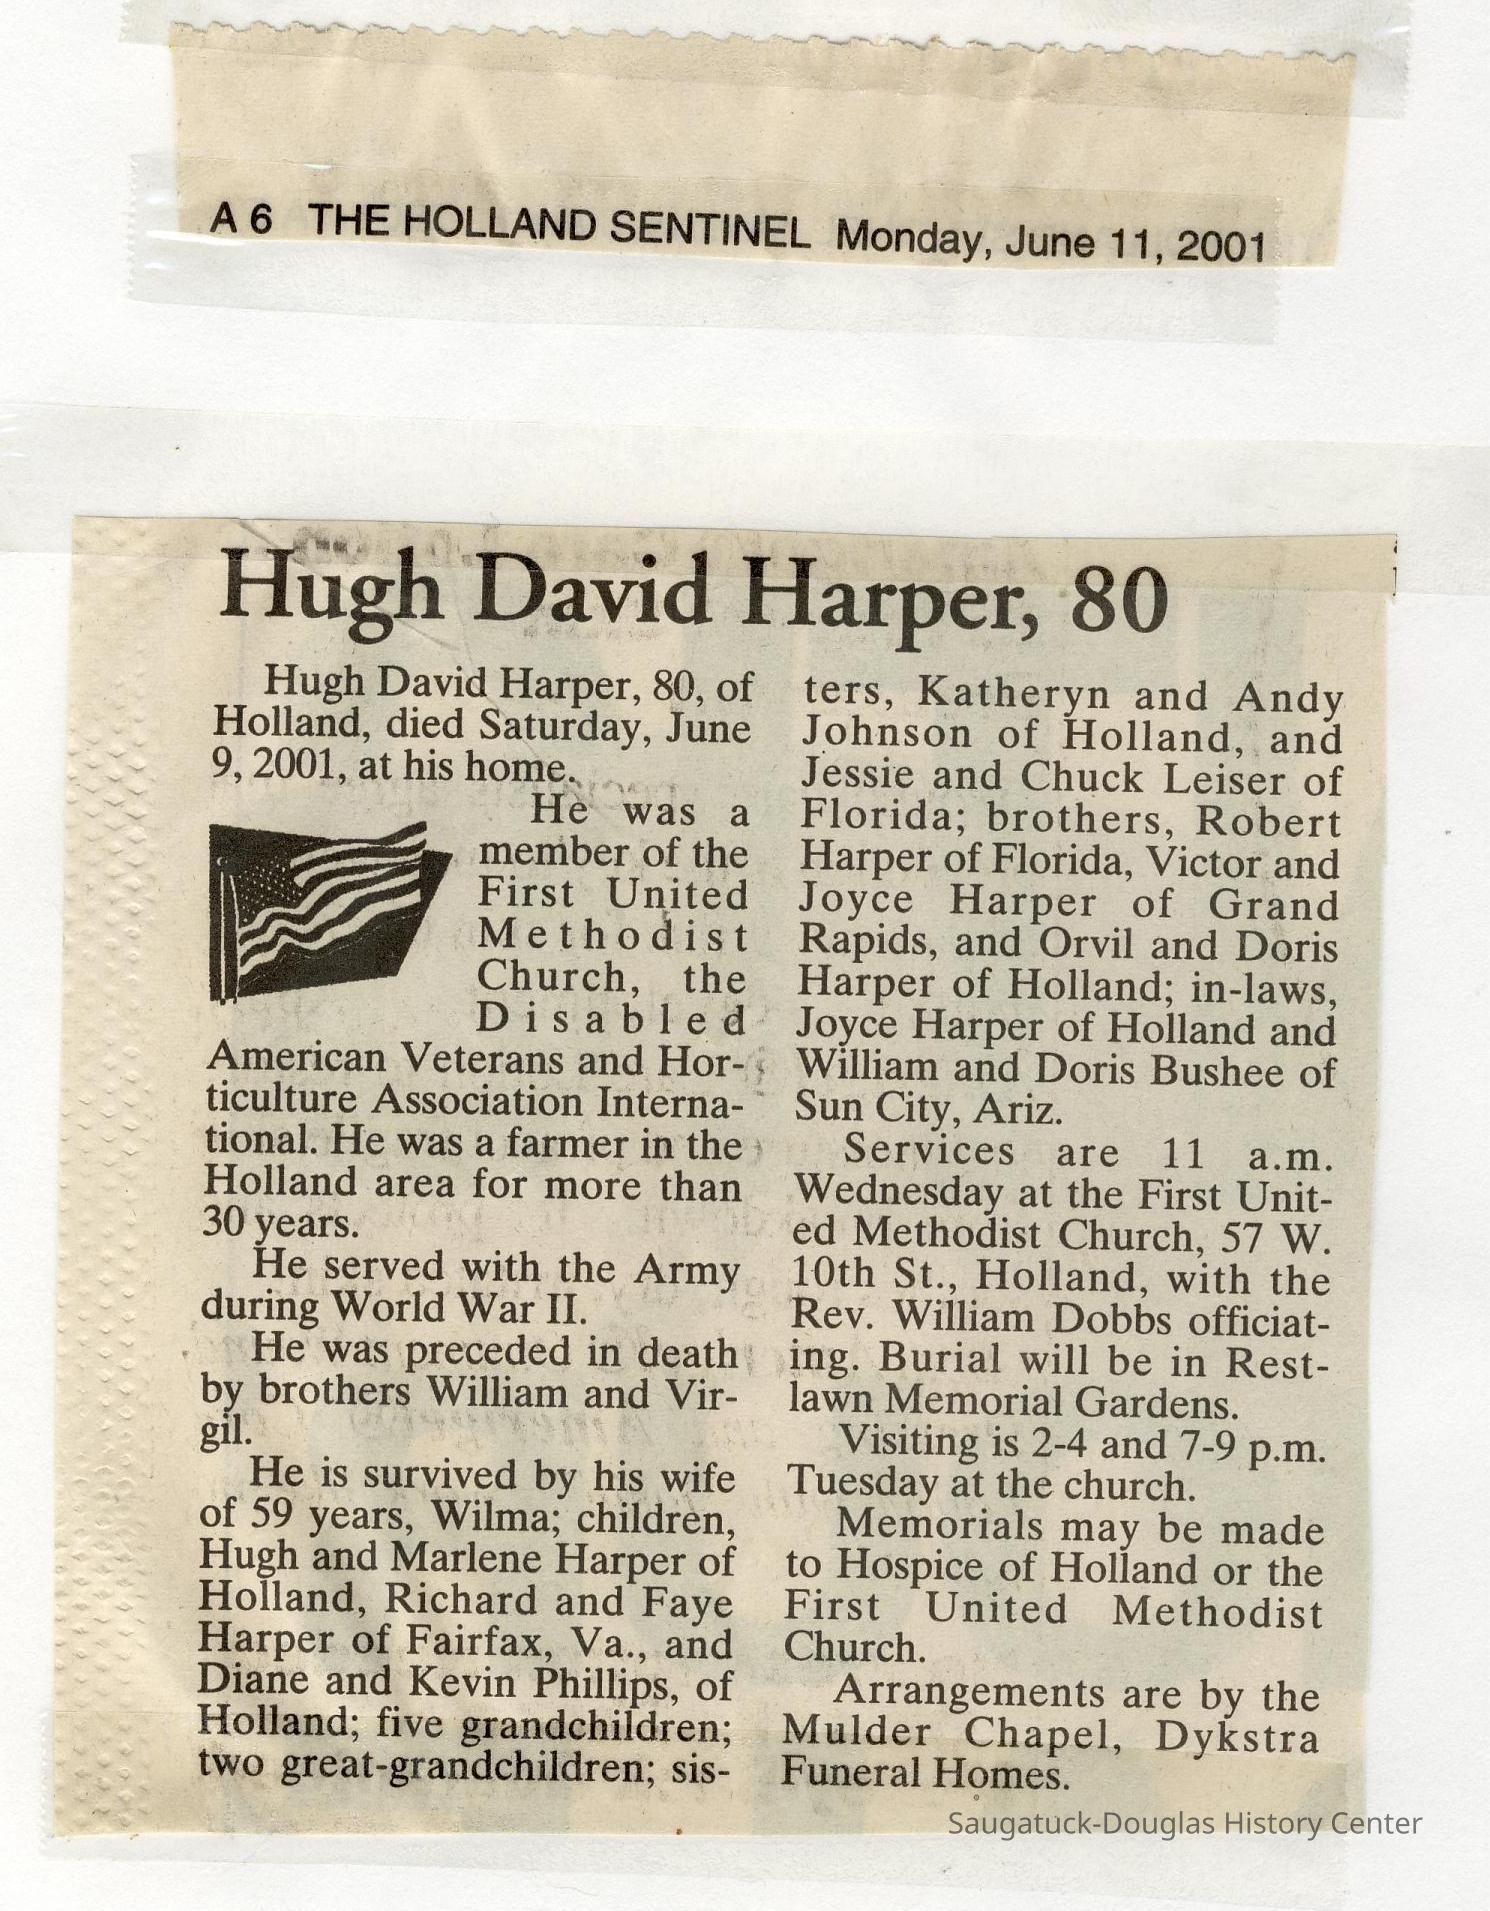 A 6 THE HOLLAND SENTINEL Monday, June 11, 2001
Hugh David Harper, 80
Hugh David Harper, 80, of
Holland, died Saturday, June
9, 2001, at his home.
He was a
member of the
First United
Methodist
Church, the
Disabled
American Veterans and Hor-
ticulture Association Interna-
tional. He was a farmer in the
Holland area for more than
30 years.
He served with the Army
during World War II.
He was preceded in death
by brothers William and Vir-
gil.
He is survived by his wife
of 59 years, Wilma; children,
Hugh and Marlene Harper of
Holland, Richard and Faye
Harper of Fairfax, Va., and
Diane and Kevin Phillips, of
Holland; five grandchildren;
two great-grandchildren; sis-
ters, Katheryn and Andy
Johnson of Holland, and
Jessie and Chuck Leiser of
Florida; brothers, Robert
Harper of Florida, Victor and
Joyce Harper of Grand
Rapids, and Orvil and Doris
Harper of Holland; in-laws,
Joyce Harper of Holland and
William and Doris Bushee of
Sun City, Ariz.
Services are 11 a.m.
Wednesday at the First Unit-
ed Methodist Church, 57 W.
10th St., Holland, with the
Rev. William Dobbs officiat-
ing. Burial will be in Rest-
lawn Memorial Gardens.
Visiting is 2-4 and 7-9 p.m.
Tuesday at the church.
Memorials may be made
to Hospice of Holland or the
First United Methodist
Church.
Arrangements are by the
Mulder Chapel, Dykstra
Funeral Homes.
Saugatuck-Douglas History Center